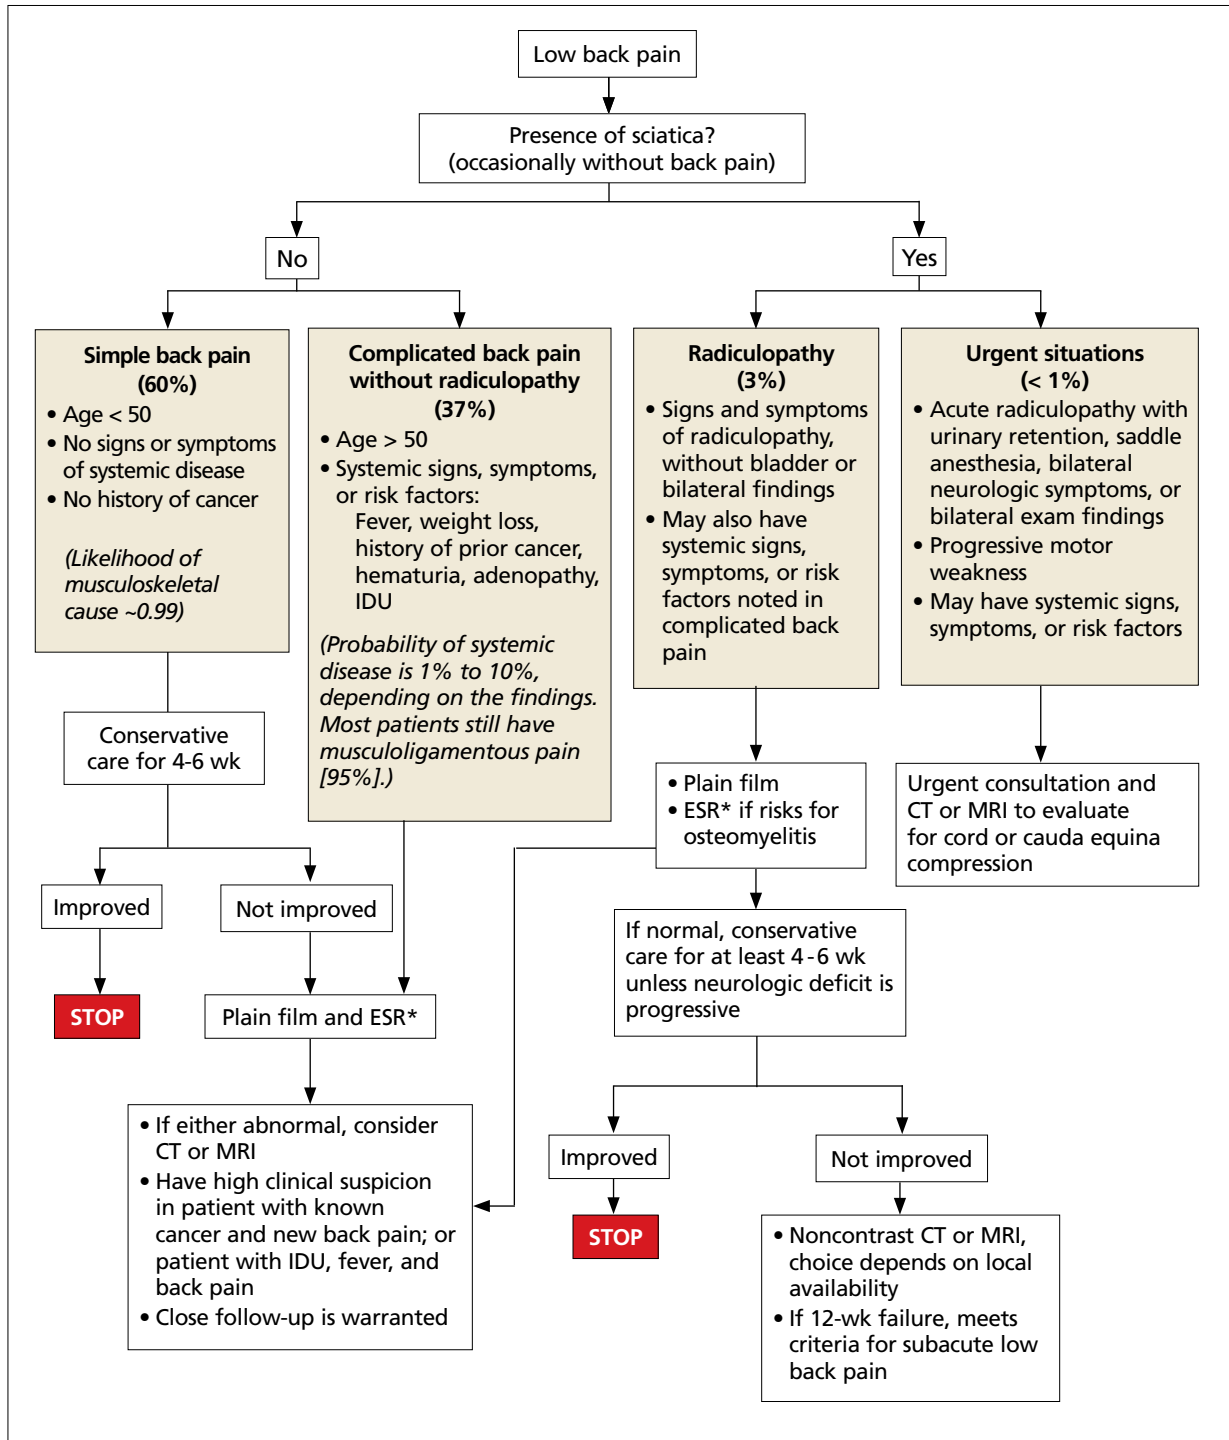 Low back pain
Presence of sciatica?
(occasionally without back pain)
No
Yes
Simple back pain
(60%)
• Age < 50
• No signs or symptoms
of systemic disease
• No history of cancer
(Likelihood of
musculoskeletal
cause ~0.99)
Complicated back pain
without radiculopathy
(37%)
• Age > 50
• Systemic signs, symptoms,
or risk factors:
Fever, weight loss,
history of prior cancer,
hematuria, adenopathy,
IDU
(Probability of systemic
disease is 1% to 10%,
depending on the findings.
Most patients still have
musculoligamentous pain
[95%].)
Radiculopathy
(3%)
• Signs and symptoms
of radiculopathy,
without bladder or
bilateral findings
• May also have
systemic signs,
symptoms, or risk
factors noted in
complicated back
pain
Urgent situations
(< 1%)
• Acute radiculopathy with
urinary retention, saddle
anesthesia, bilateral
neurologic symptoms, or
bilateral exam findings
• Progressive motor
weakness
• May have systemic signs,
symptoms, or risk factors
Conservative
care for 4-6 wk
• Plain film
• ESR* if risks for
osteomyelitis
Urgent consultation and
CT or MRI to evaluate
for cord or cauda equina
compression
Improved
Not improved
If normal, conservative
care for at least 4-6 wk
unless neurologic deficit is
progressive
STOP
Plain film and ESR*
• If either abnormal, consider
CT or MRI
• Have high clinical suspicion
in patient with known
cancer and new back pain; or
patient with IDU, fever, and
back pain
• Close follow-up is warranted
Improved
Not improved
STOP
• Noncontrast CT or MRI,
choice depends on local
availability
• If 12-wk failure, meets
criteria for subacute low
back pain